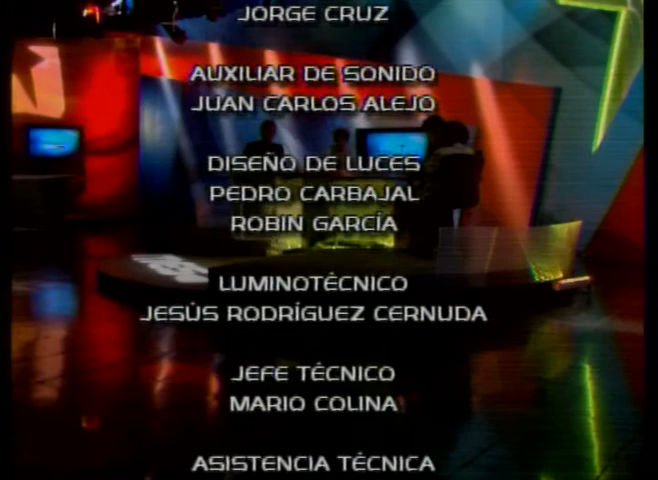 JORGE CRUZ
AUXILIAR DE SONIDO
JUAN CARLOS ALEJO
DISEÑO DE LUCES
PEDRO CARBAJAL
ROBIN GARCÍA
LUMINOTÉCNICO
JESÚS RODRÍGUEZ CERNUDA
JEFE TÉCNICO
MARIO COLINA
ASISTENCIA TÉCNICA